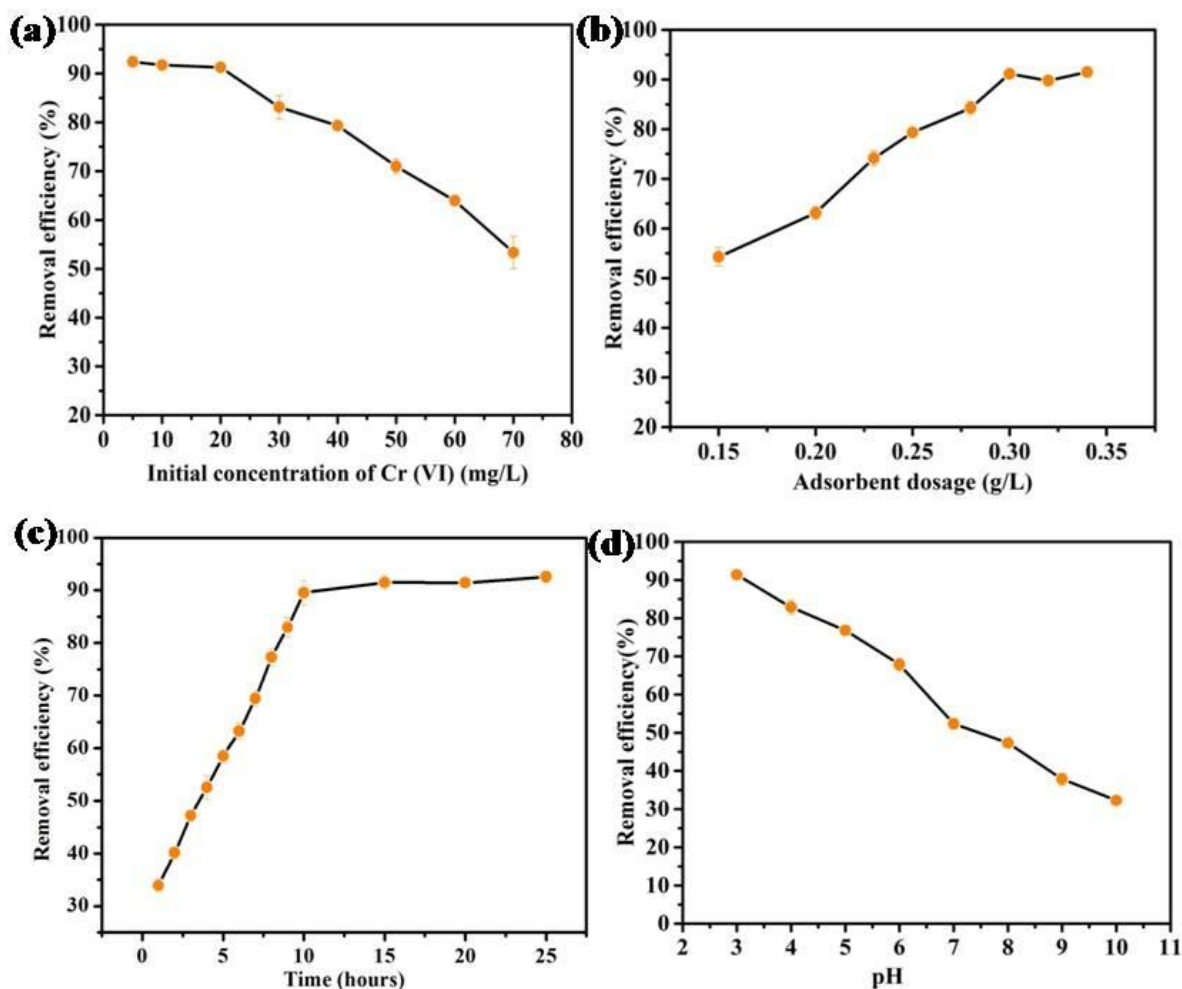 (a)
100
90
80
70
60
50
40
30
20
Removal efficiency (%)
0 10 20 30 40 50 60 70 80
Initial concentration of Cr (VI) (mg/L)
(b)
100
90
80
70
60
50
40
30
20
Removal efficiency (%)
0.15 0.20 0.25 0.30 0.35
Adsorbent dosage (g/L)
(c)
100
90
80
70
60
50
40
30
Removal efficiency (%)
0 5 10 15 20 25
Time (hours)
(d)
100
90
80
70
60
50
40
30
20
10
0
Removal efficiency(%)
2 3 4 5 6 7 8 9 10 11
pH